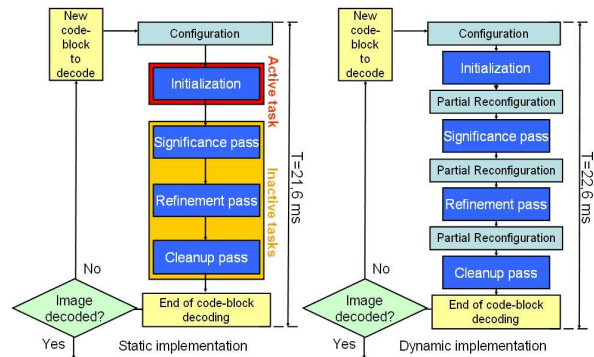 New
code-
block
to
decode
Configuration
Initialization
Active
task
Significance pass
Refinement pass
Cleanup pass
Inactive tasks
T=21,6 ms
No
Image
decoded?
Yes
End of code-block
decoding
Static implementation
New
code-
block
to
decode
Configuration
Initialization
Partial Reconfiguration
Significance pass
Partial Reconfiguration
Refinement pass
Partial Reconfiguration
Cleanup pass
T=22,6 ms
No
Image
decoded?
Yes
End of code-block
decoding
Dynamic implementation